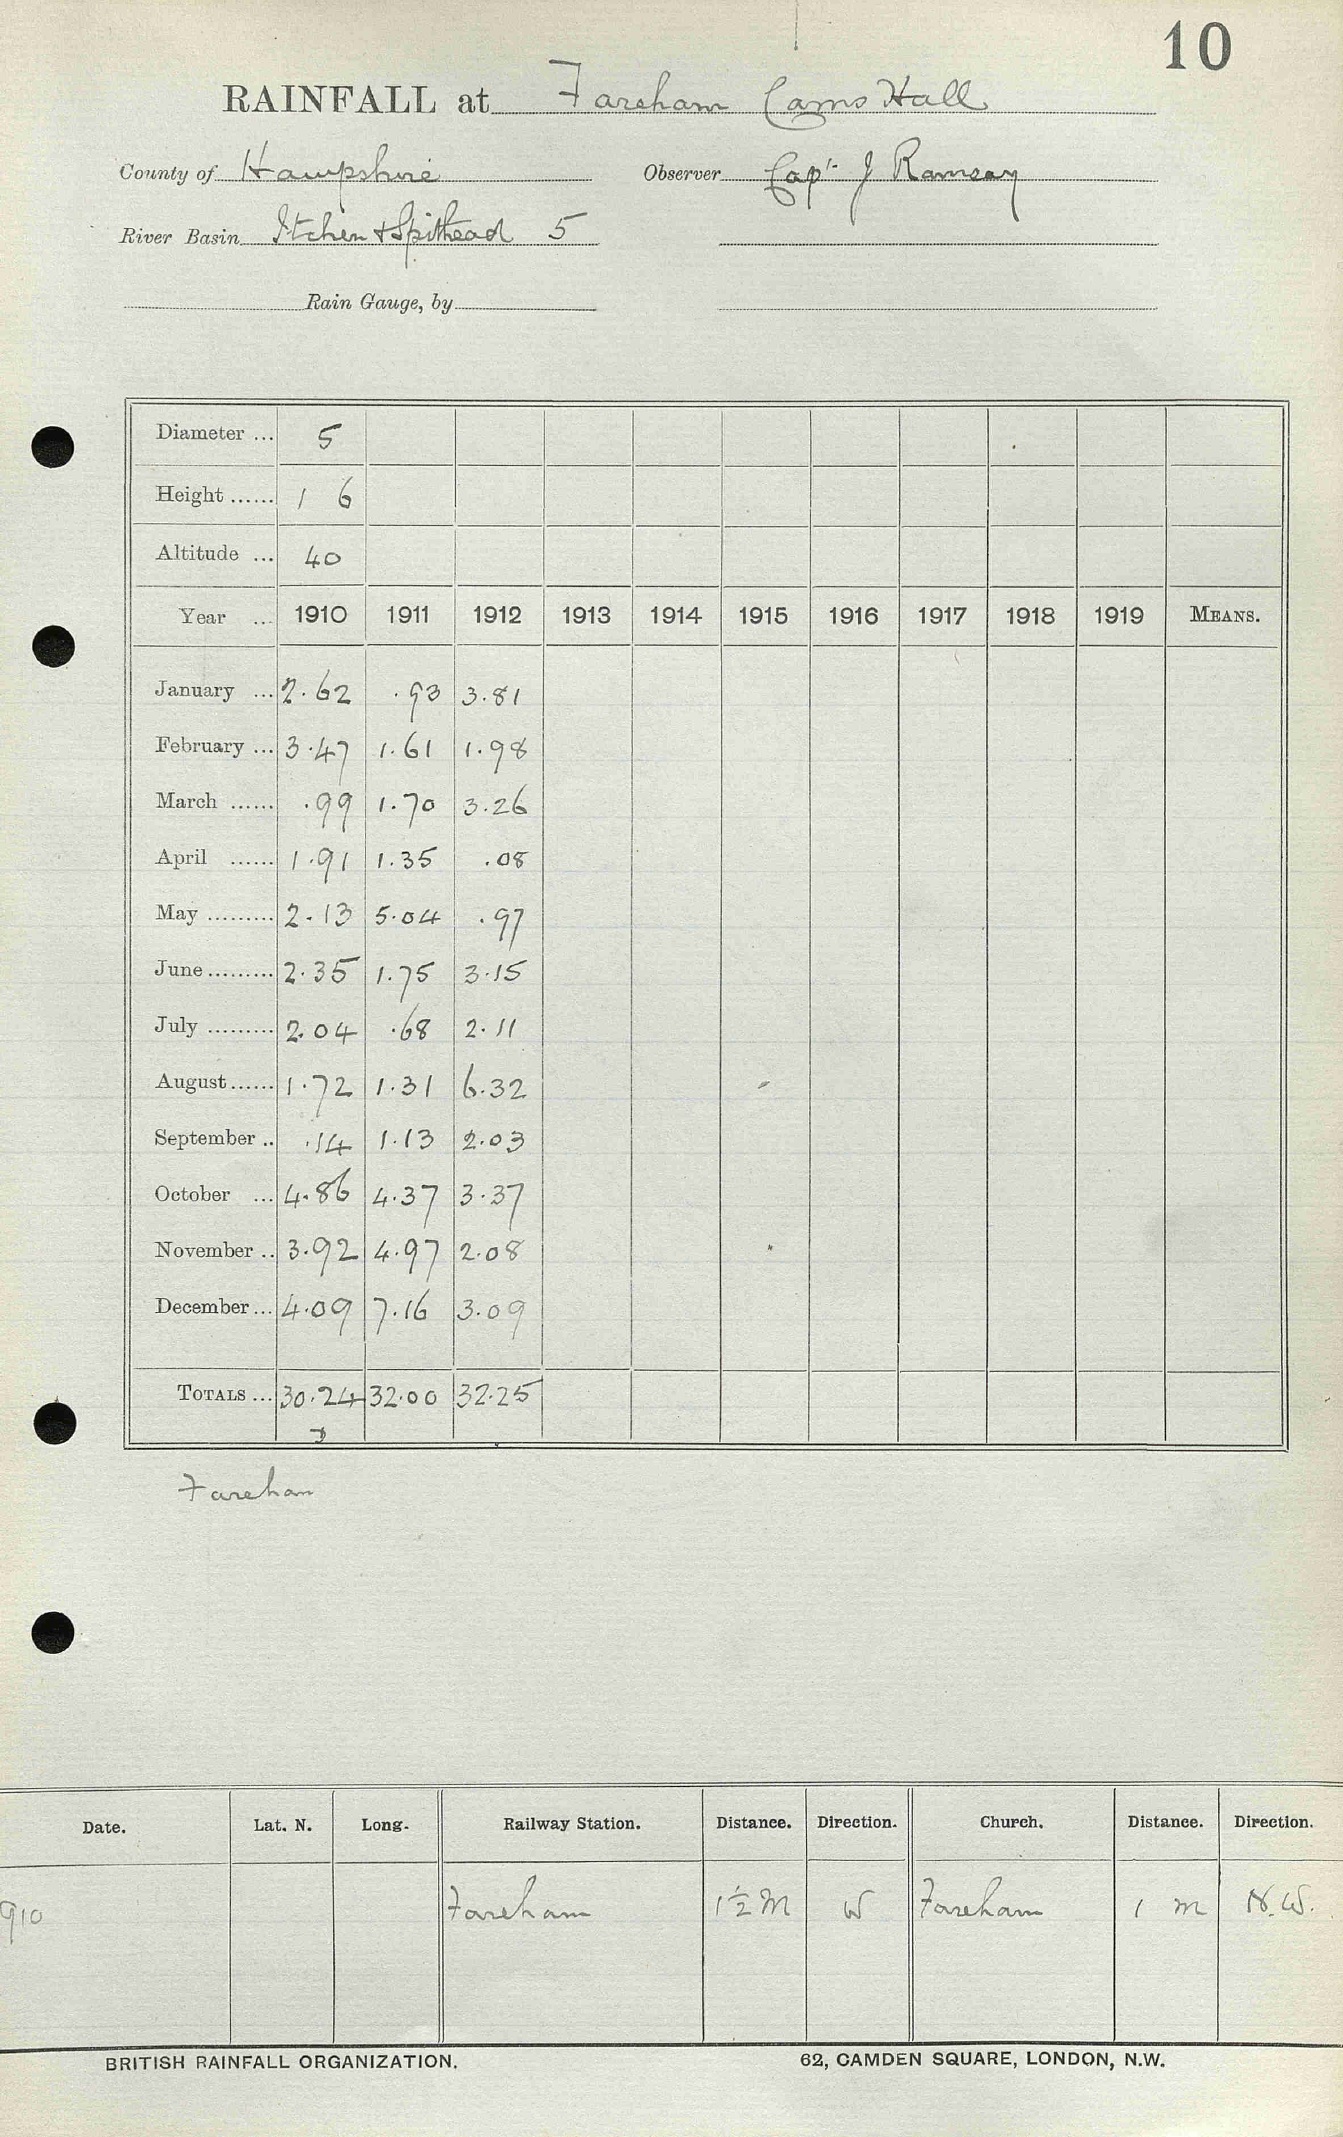 10
RAINFALL at Fareham Cams Hall
County of Hampshire Observer Capt J Ramsay
River Basin Itchen & Spithead 5
Rain Gauge, by
Diameter ... 5
Height ...... 1 6
Altitude ... 40
Year ... 1910 1911 1912 1913 1914 1915 1916 1917 1918 1919 MEANS.
January ... 2.62 .93 3.81
February ... 3.47 1.61 1.98
March ...... .99 1.70 3.26
April ...... 1.91 1.35 .08
May ......... 2.13 5.04 .97
June ......... 2.35 1.75 3.15
July ......... 2.04 .68 2.11
August ...... 1.72 1.31 6.32
September .. .14 1.13 2.03
October ... 4.86 4.37 3.37
November .. 3.92 4.97 2.08
December ... 4.09 7.16 3.09
TOTALS ... 30.24 32.00 32.25
Fareham
Date. Lat. N. Long. Railway Station. Distance. Direction. Church. Distance. Direction.
910 Fareham 1½ M W Fareham 1 m N.W.
BRITISH RAINFALL ORGANIZATION. 62, CAMDEN SQUARE, LONDON, N.W.